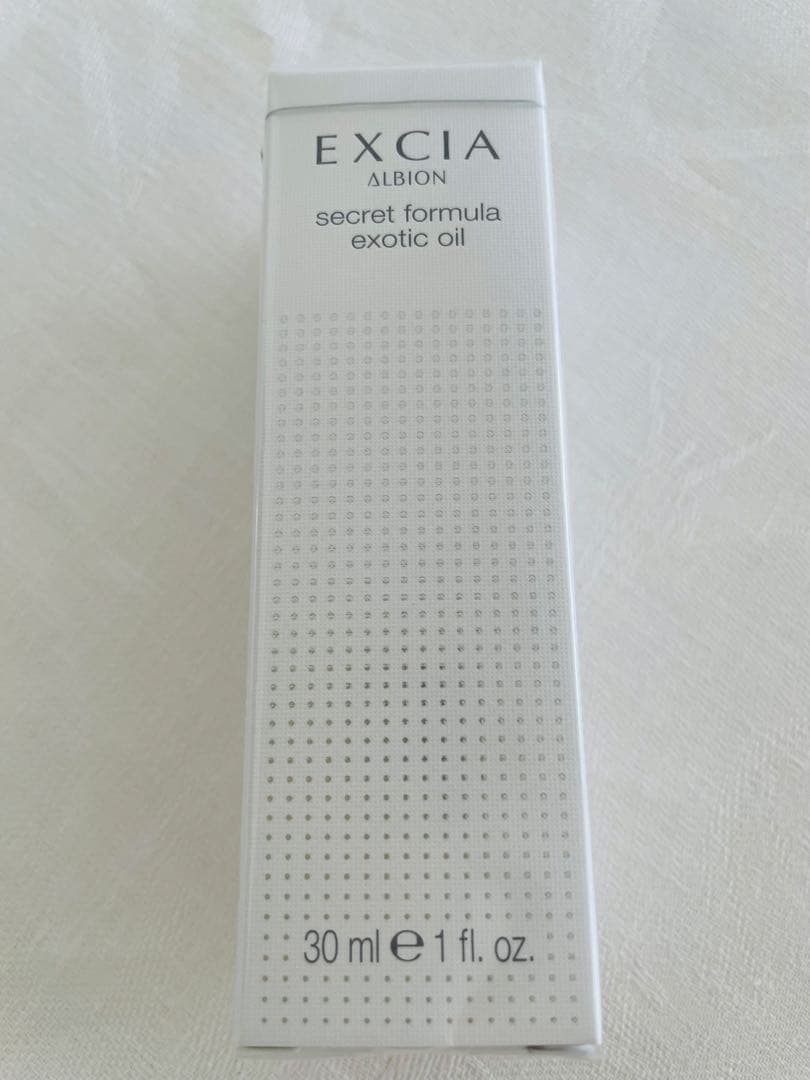 EXCIA
ALBION
secret formula
exotic oil
30 ml ℮ 1 fl. oz.